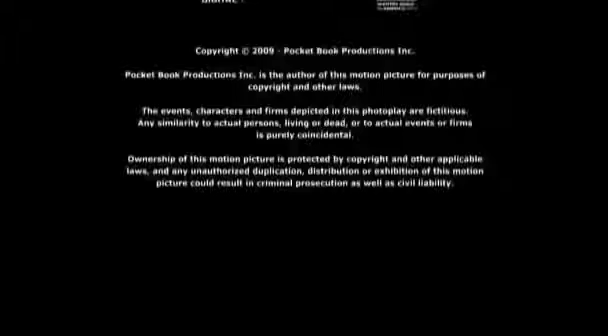 Copyright © 2009 - Pocket Book Productions Inc.
Pocket Book Productions Inc. is the author of this motion picture for purposes of
copyright and other laws.
The events, characters and firms depicted in this photoplay are fictitious.
Any similarity to actual persons, living or dead, or to actual events or firms
is purely coincidental.
Ownership of this motion picture is protected by copyright and other applicable
laws, and any unauthorized duplication, distribution or exhibition of this motion
picture could result in criminal prosecution as well as civil liability.